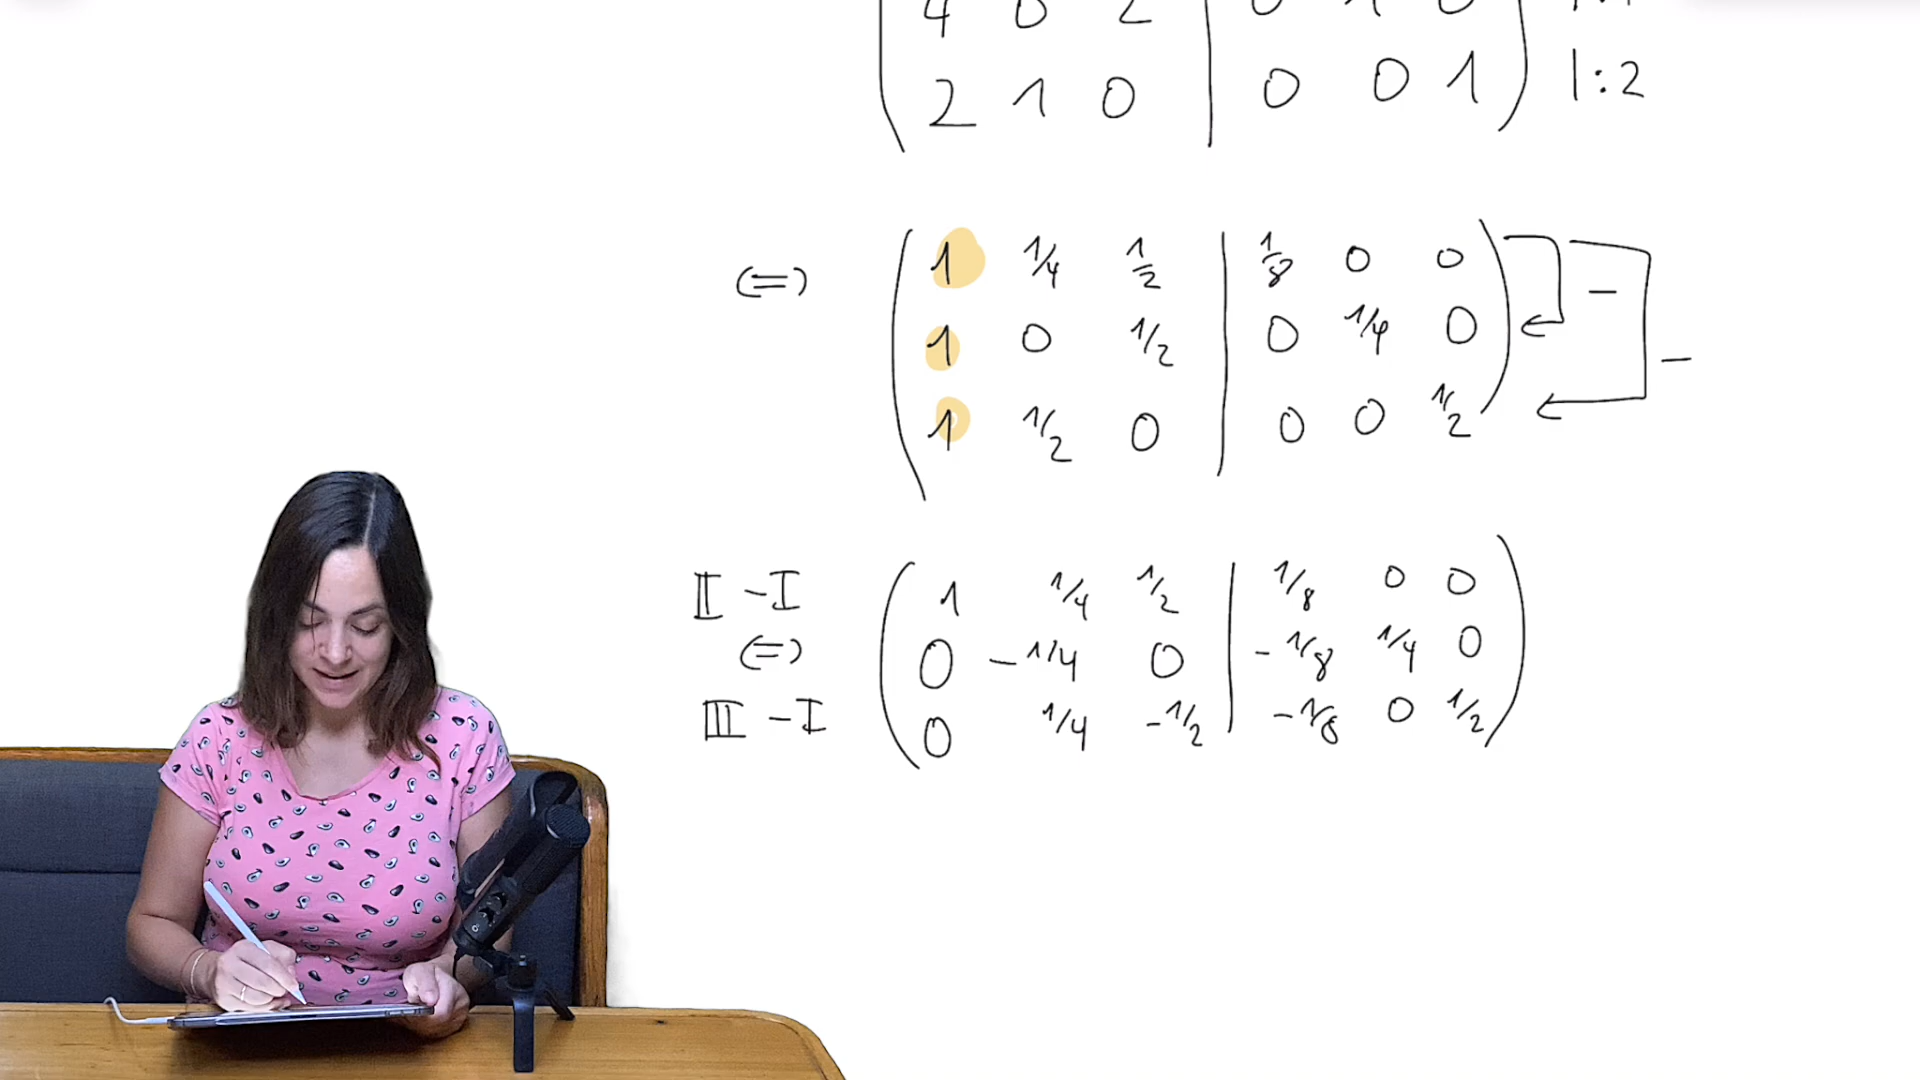 4 0 2 | 0 1 0
2 1 0 | 0 0 1 |:2
(=) 1 1/4 1/2 | 1/8 0 0
1 0 1/2 | 0 1/4 0 −
1 1/2 0 | 0 0 1/2 −
II - I 1 1/4 1/2 | 1/8 0 0
(=) 0 -1/4 0 | -1/8 1/4 0
III - I 0 1/4 -1/2 | -1/8 0 1/2